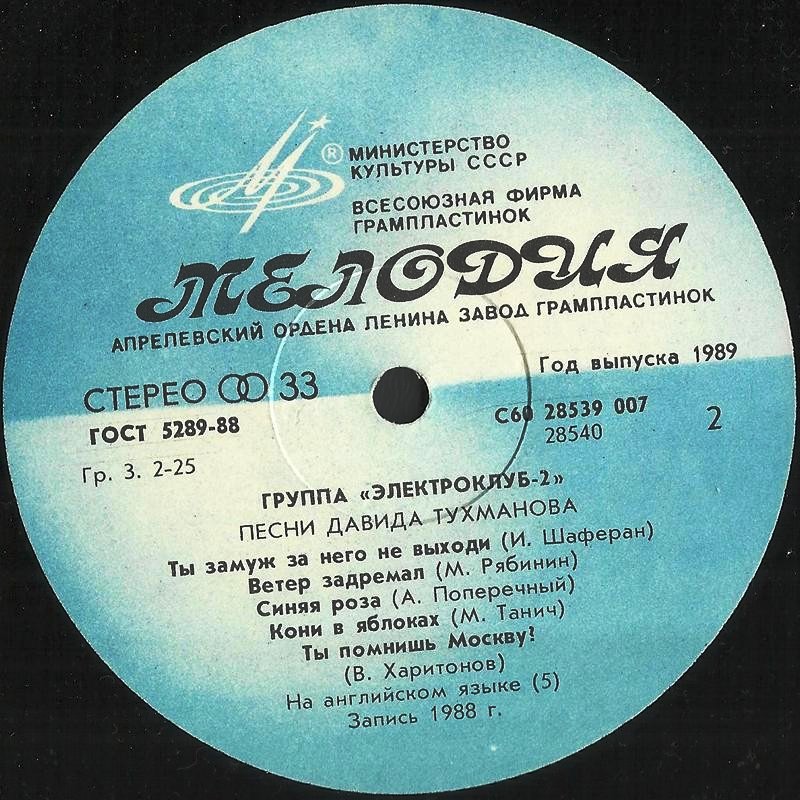 ®
МИНИСТЕРСТВО
КУЛЬТУРЫ СССР
ВСЕСОЮЗНАЯ ФИРМА
ГРАМПЛАСТИНОК
МЕЛОДИЯ
АПРЕЛЕВСКИЙ ОРДЕНА ЛЕНИНА ЗАВОД ГРАМПЛАСТИНОК
Год выпуска 1989
СТЕРЕО 33
ГОСТ 5289-88
С60 28539 007
28540
2
Гр. 3. 2-25
ГРУППА «ЭЛЕКТРОКЛУБ-2»
ПЕСНИ ДАВИДА ТУХМАНОВА
Ты замуж за него не выходи (И. Шаферан)
Ветер задремал (М. Рябинин)
Синяя роза (А. Поперечный)
Кони в яблоках (М. Танич)
Ты помнишь Москву?
(В. Харитонов)
На английском языке (5)
Запись 1988 г.